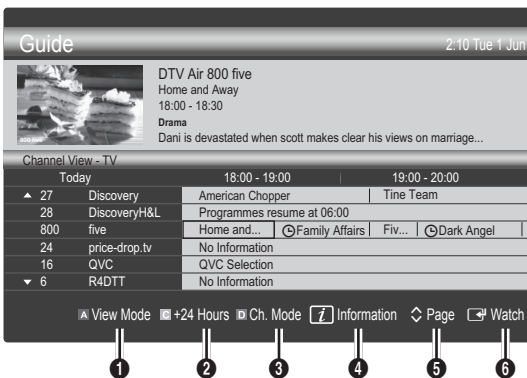 Guide
2:10 Tue 1 Jun
DTV Air 800 five
Home and Away
18:00 - 18:30
Drama
Dani is devastated when scott makes clear his views on marriage...
800 five
Channel View - TV
Today 18:00 - 19:00 19:00 - 20:00
▲ 27 Discovery American Chopper Tine Team
28 DiscoveryH&L Programmes resume at 06:00
800 five Home and... Family Affairs Fiv... Dark Angel
24 price-drop.tv No Information
16 QVC QVC Selection
▼ 6 R4DTT No Information
A View Mode C +24 Hours D Ch. Mode i Information Page Watch
1 2 3 4 5 6